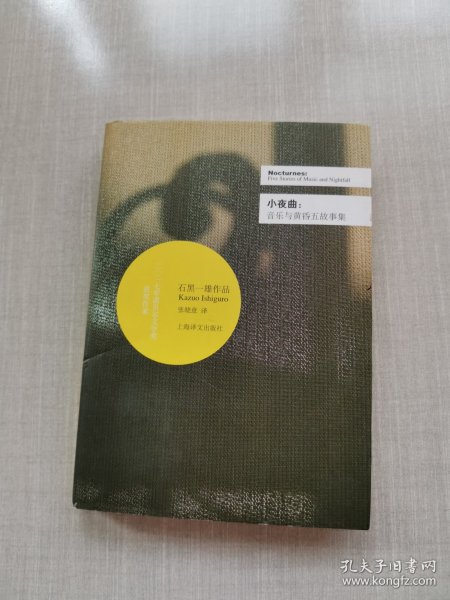 Nocturnes:
Five Stories of Music and Nightfall
小夜曲:
音乐与黄昏五故事集
石黑一雄作品
Kazuo Ishiguro
张晓意 译
上海译文出版社
孔夫子旧书网
www.kongfz.com